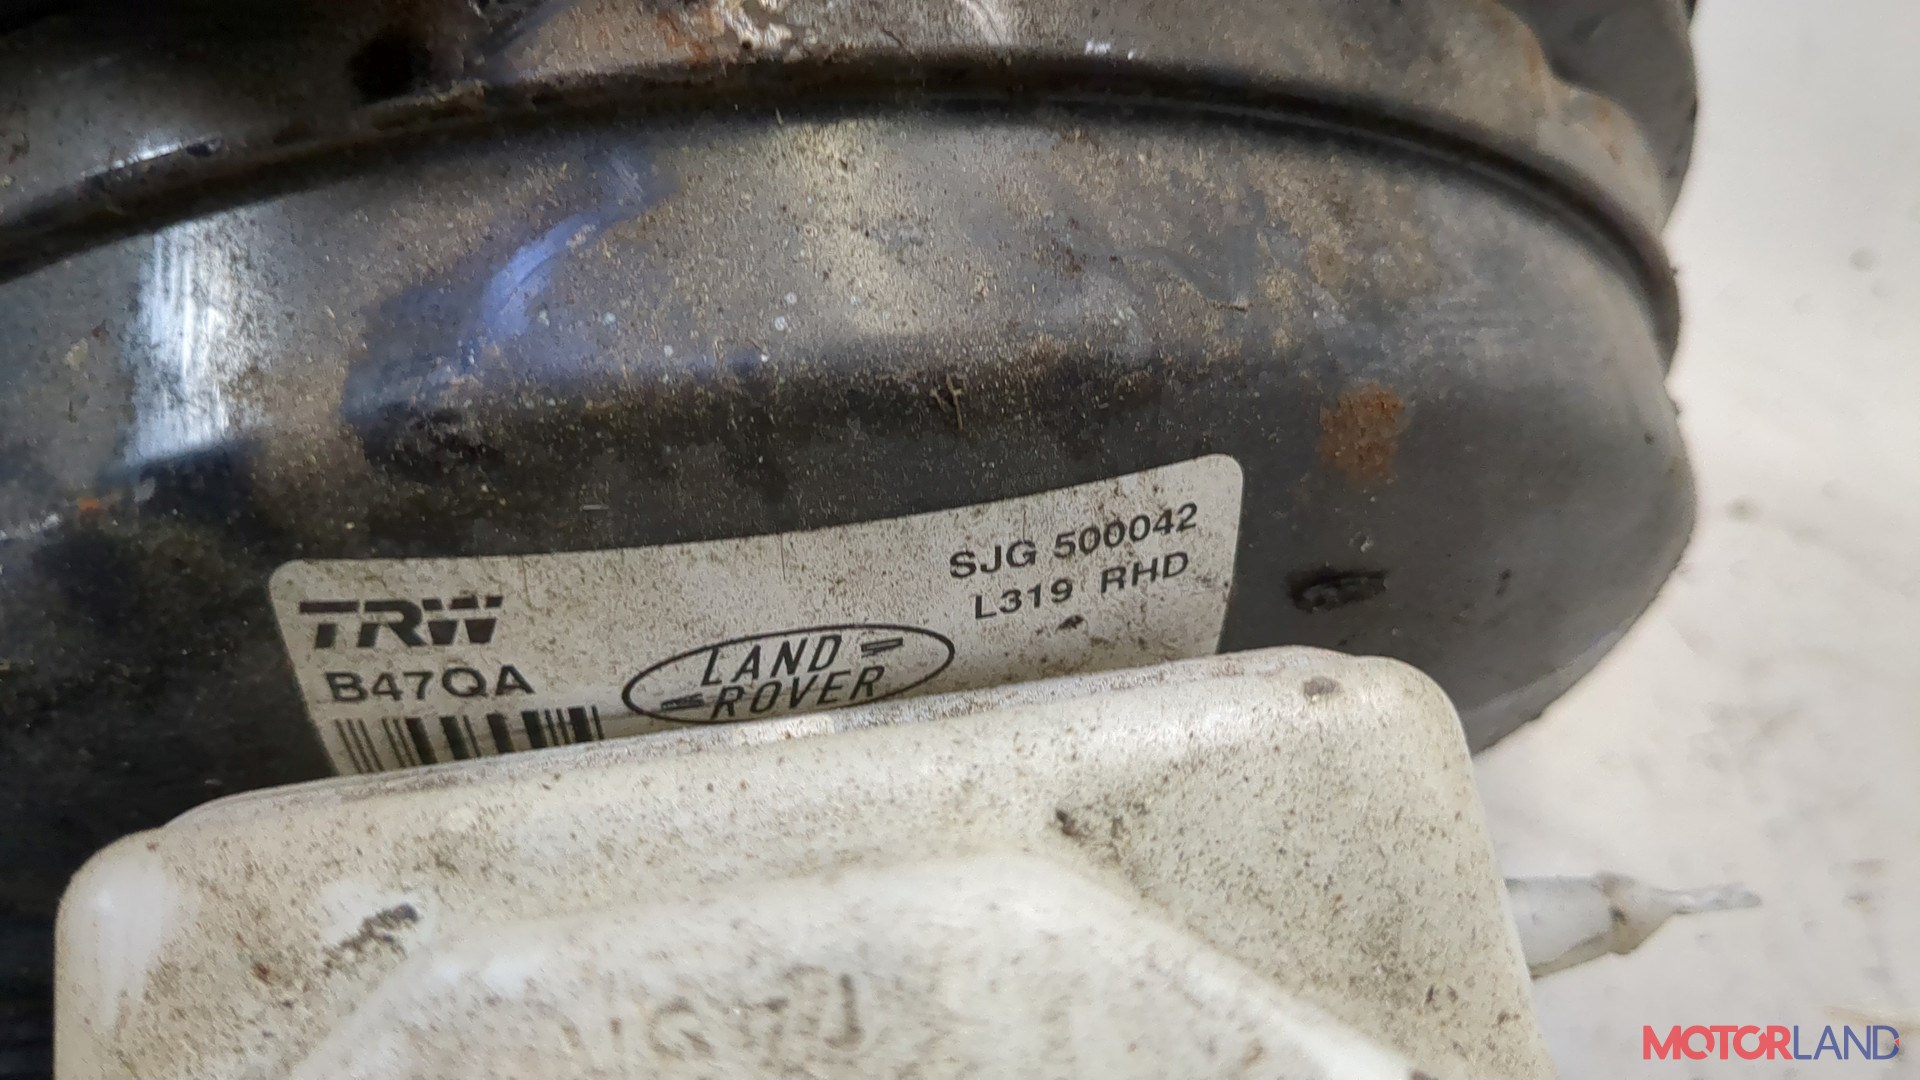 SJG 500042
L319 RHD
TRW
B47QA
LAND
ROVER
MOTORLAND